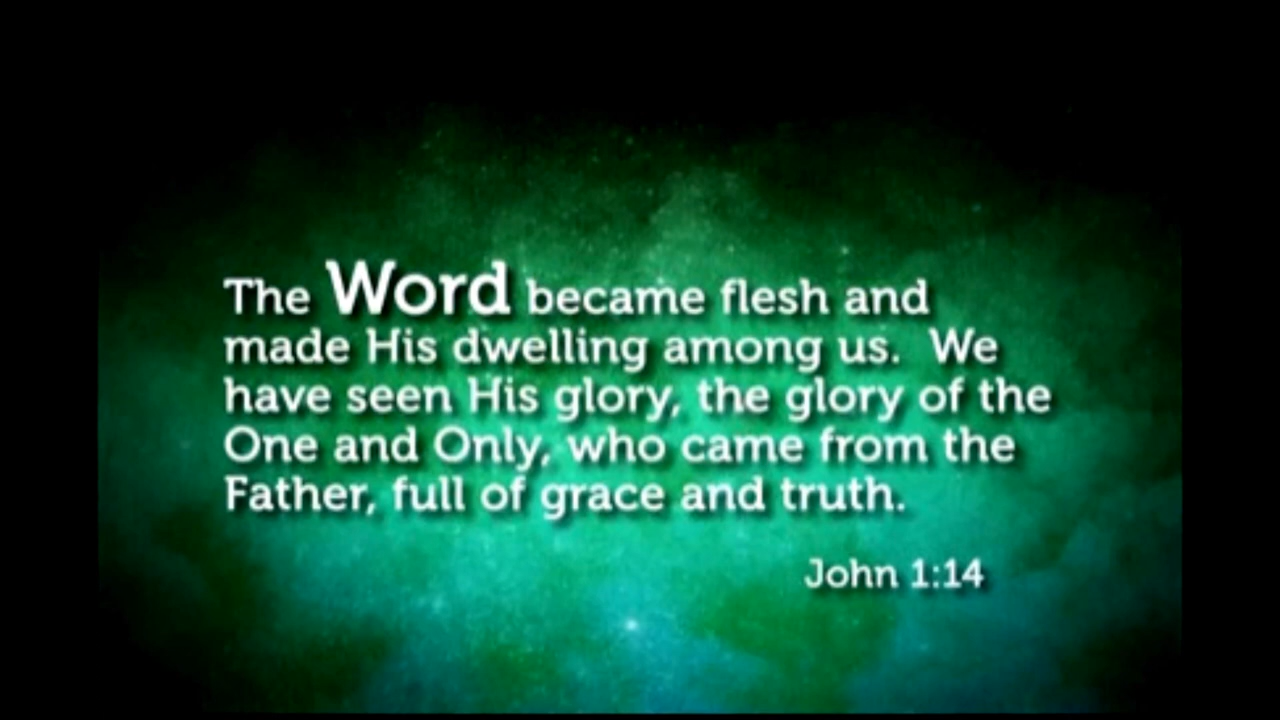 The Word became flesh and
made His dwelling among us.  We
have seen His glory, the glory of the
One and Only, who came from the
Father, full of grace and truth.
John 1:14